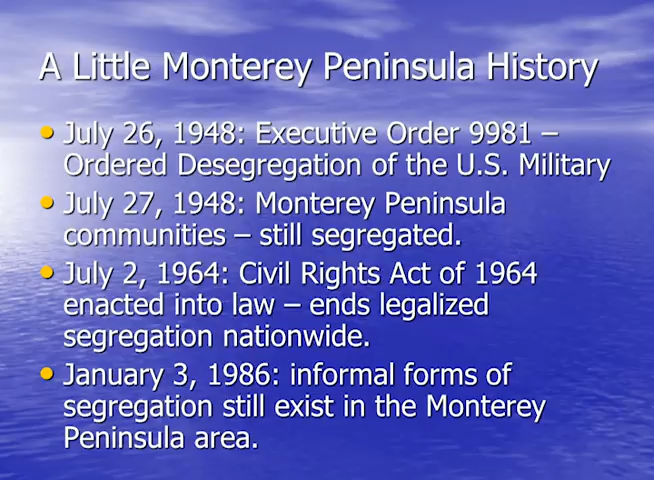 A Little Monterey Peninsula History
• July 26, 1948: Executive Order 9981 –
Ordered Desegregation of the U.S. Military
• July 27, 1948: Monterey Peninsula
communities – still segregated.
• July 2, 1964: Civil Rights Act of 1964
enacted into law – ends legalized
segregation nationwide.
• January 3, 1986: informal forms of
segregation still exist in the Monterey
Peninsula area.